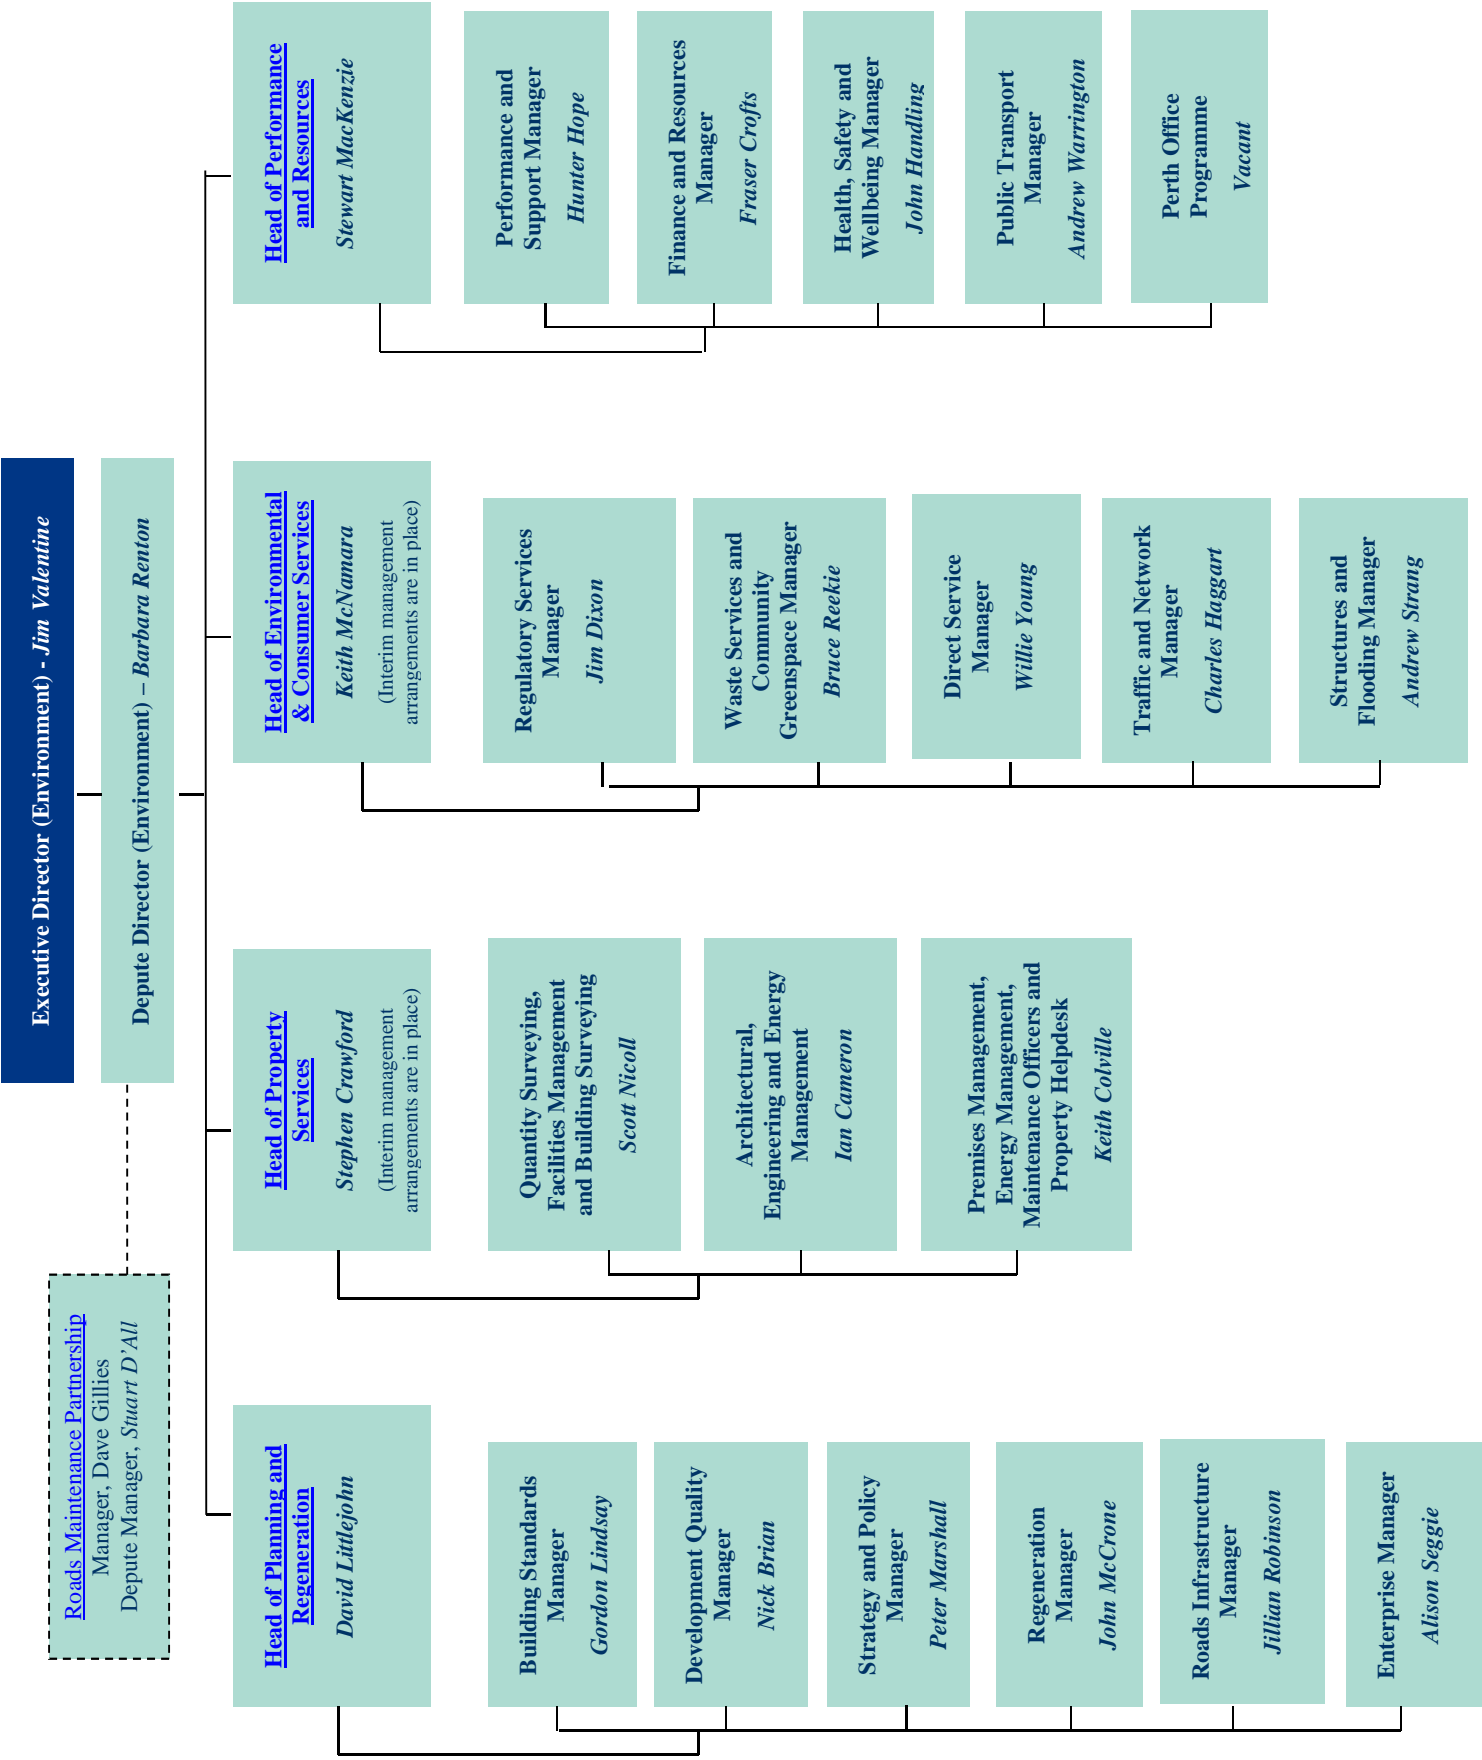 Executive Director (Environment) - Jim Valentine
Depute Director (Environment) – Barbara Renton
Roads Maintenance Partnership
Manager, Dave Gillies
Depute Manager, Stuart D’All
Head of Planning and
Regeneration
David Littlejohn
Building Standards
Manager
Gordon Lindsay
Development Quality
Manager
Nick Brian
Strategy and Policy
Manager
Peter Marshall
Regeneration
Manager
John McCrone
Roads Infrastructure
Manager
Jillian Robinson
Enterprise Manager
Alison Seggie
Head of Property
Services
Stephen Crawford
(Interim management
arrangements are in place)
Quantity Surveying,
Facilities Management
and Building Surveying
Scott Nicoll
Architectural,
Engineering and Energy
Management
Ian Cameron
Premises Management,
Energy Management,
Maintenance Officers and
Property Helpdesk
Keith Colville
Head of Environmental
& Consumer Services
Keith McNamara
(Interim management
arrangements are in place)
Regulatory Services
Manager
Jim Dixon
Waste Services and
Community
Greenspace Manager
Bruce Reekie
Direct Service
Manager
Willie Young
Traffic and Network
Manager
Charles Haggart
Structures and
Flooding Manager
Andrew Strang
Head of Performance
and Resources
Stewart MacKenzie
Performance and
Support Manager
Hunter Hope
Finance and Resources
Manager
Fraser Crofts
Health, Safety and
Wellbeing Manager
John Handling
Public Transport
Manager
Andrew Warrington
Perth Office
Programme
Vacant